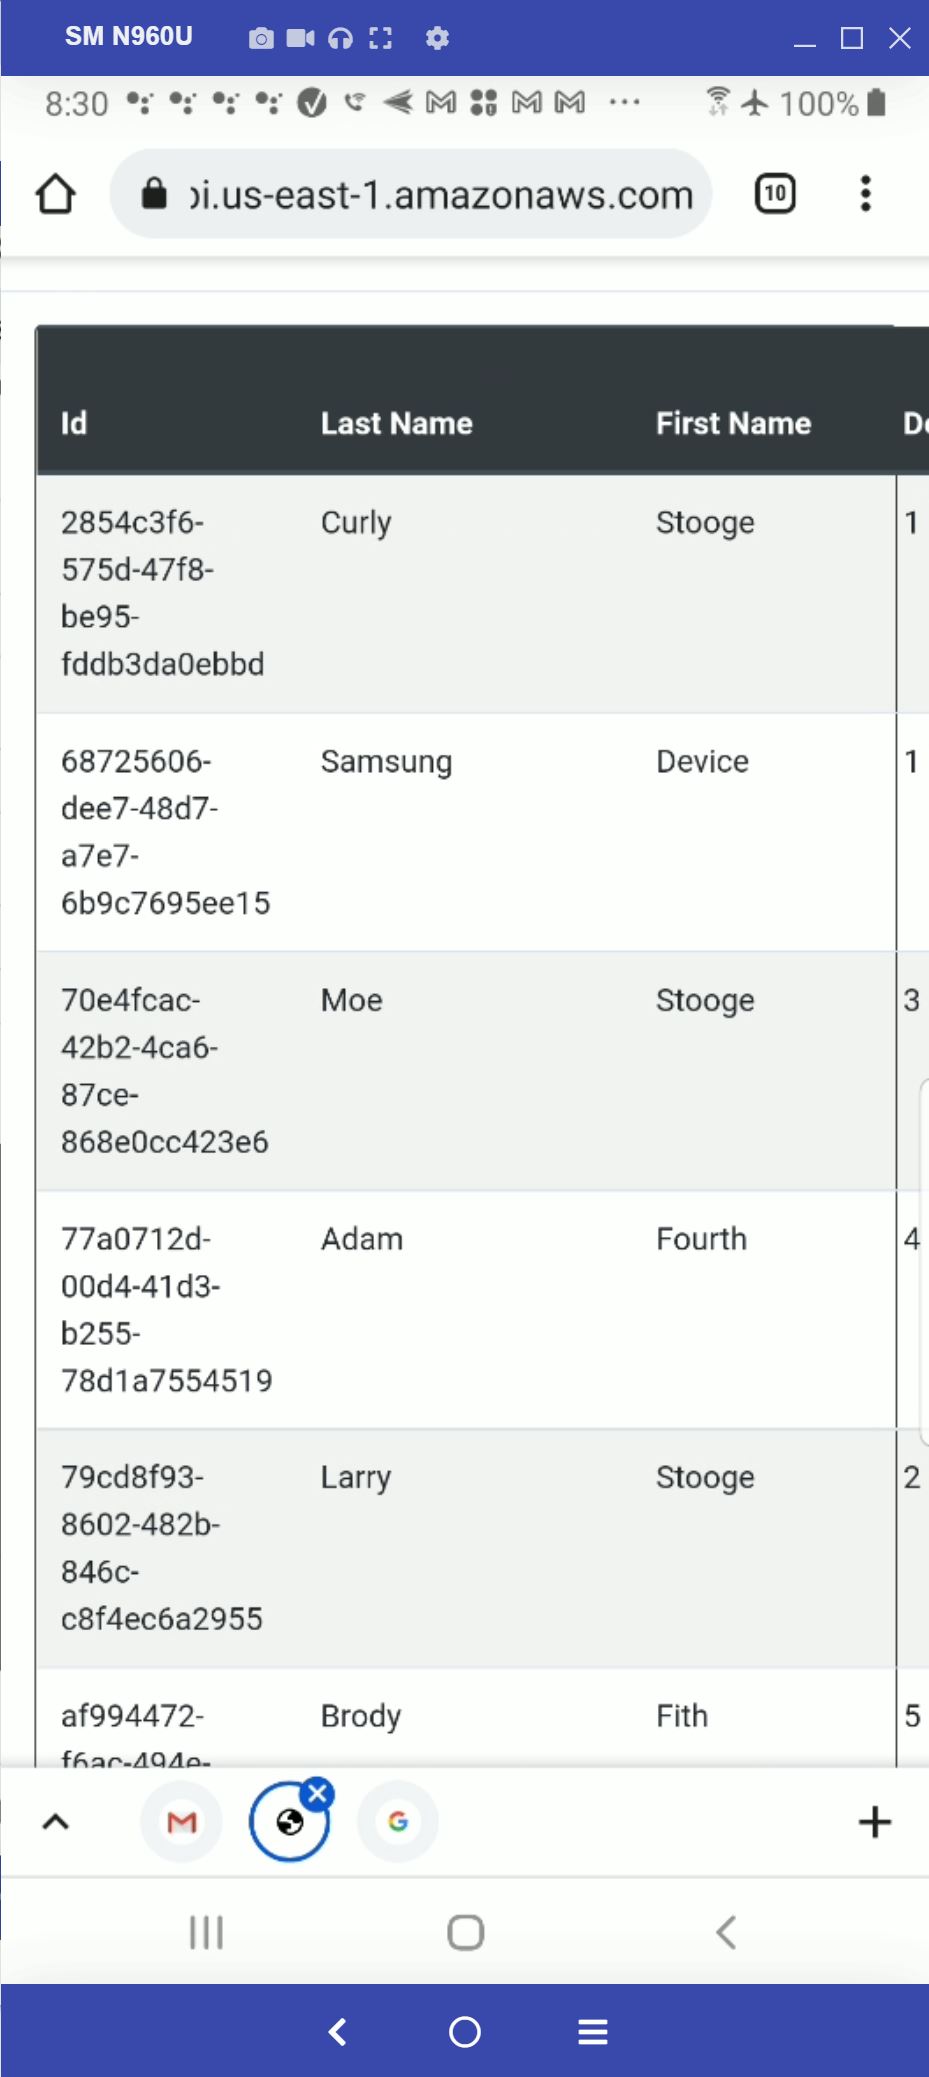 SM N960U
8:30 100%
pi.us-east-1.amazonaws.com 10
Id Last Name First Name
2854c3f6- Curly Stooge 1
575d-47f8-
be95-
fddb3da0ebbd
68725606- Samsung Device 1
dee7-48d7-
a7e7-
6b9c7695ee15
70e4fcac- Moe Stooge 3
42b2-4ca6-
87ce-
868e0cc423e6
77a0712d- Adam Fourth 4
00d4-41d3-
b255-
78d1a7554519
79cd8f93- Larry Stooge 2
8602-482b-
846c-
c8f4ec6a2955
af994472- Brody Fith 5
f6ac-494e-